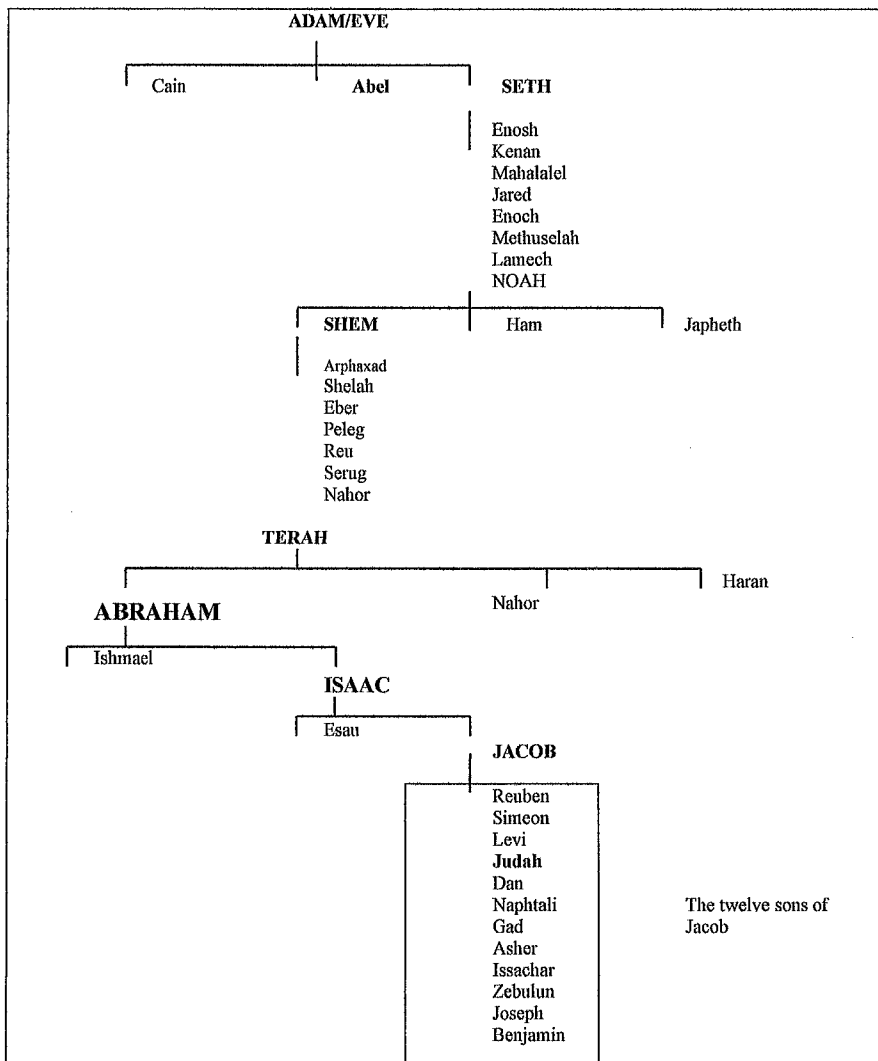 ADAM/EVE
Cain Abel SETH
Enosh
Kenan
Mahalalel
Jared
Enoch
Methuselah
Lamech
NOAH
SHEM Ham Japheth
Arphaxad
Shelah
Eber
Peleg
Reu
Serug
Nahor
TERAH
Haran
Nahor
ABRAHAM
Ishmael
ISAAC
Esau
JACOB
Reuben
Simeon
Levi
Judah
Dan
Naphtali The twelve sons of
Gad Jacob
Asher
Issachar
Zebulun
Joseph
Benjamin